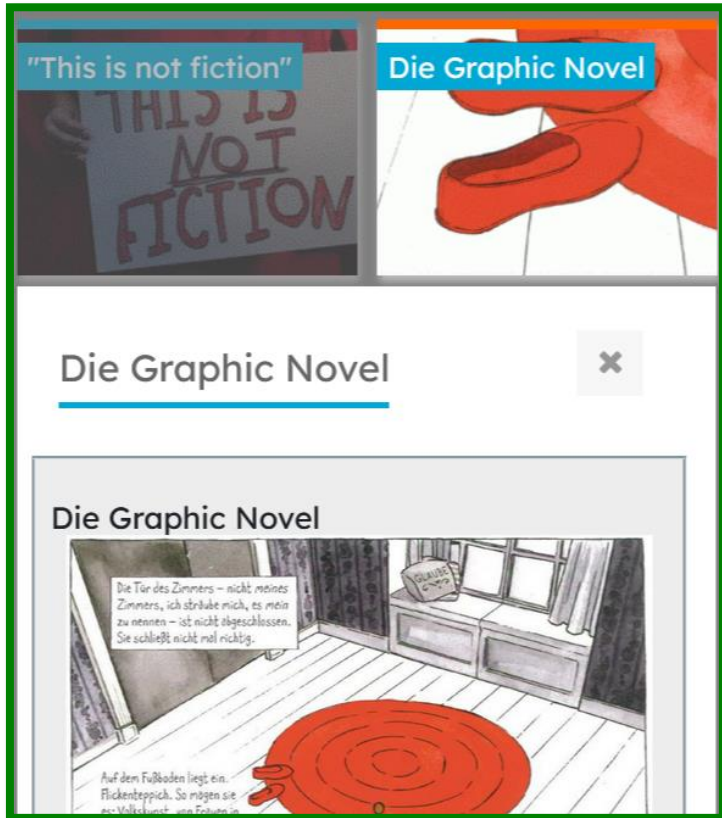 "This is not fiction"
Die Graphic Novel
THIS IS
NOT
FICTION
Die Graphic Novel
Die Graphic Novel
Die Tür des Zimmers – nicht meines
Zimmers, ich sträube mich, es mein
zu nennen – ist nicht abgeschlossen.
Sie schließt nicht mal richtig.
GLAUBE
Auf dem Fußboden liegt ein
Flickenteppich. So mögen sie
es: Volkskunst, von Frauen in